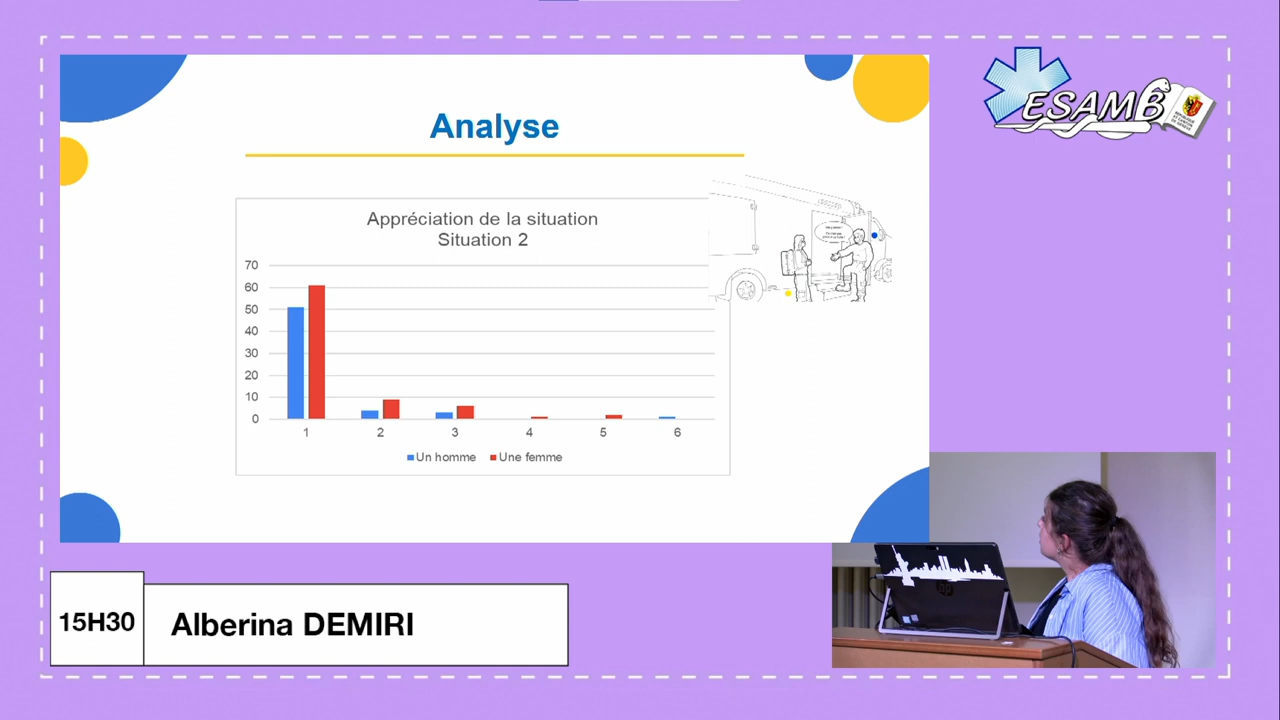 Analyse
ESAMB
Appréciation de la situation
Situation 2
70
60
50
40
30
20
10
0
1 2 3 4 5 6
Un homme Une femme
15H30
Alberina DEMIRI
hp